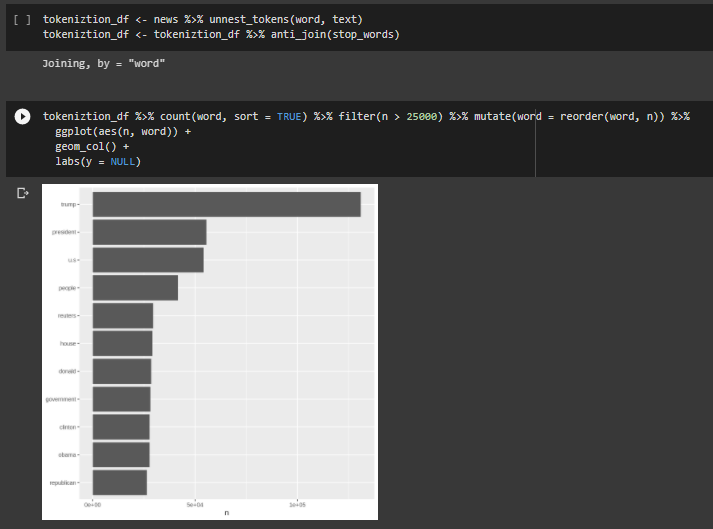 [ ] tokeniztion_df <- news %>% unnest_tokens(word, text)
tokeniztion_df <- tokeniztion_df %>% anti_join(stop_words)
Joining, by = "word"
tokeniztion_df %>% count(word, sort = TRUE) %>% filter(n > 25000) %>% mutate(word = reorder(word, n)) %>%
ggplot(aes(n, word)) +
geom_col() +
labs(y = NULL)
trump
president
u.s
people
reuters
house
donald
government
clinton
obama
republican
0e+00 5e+04 1e+05
n